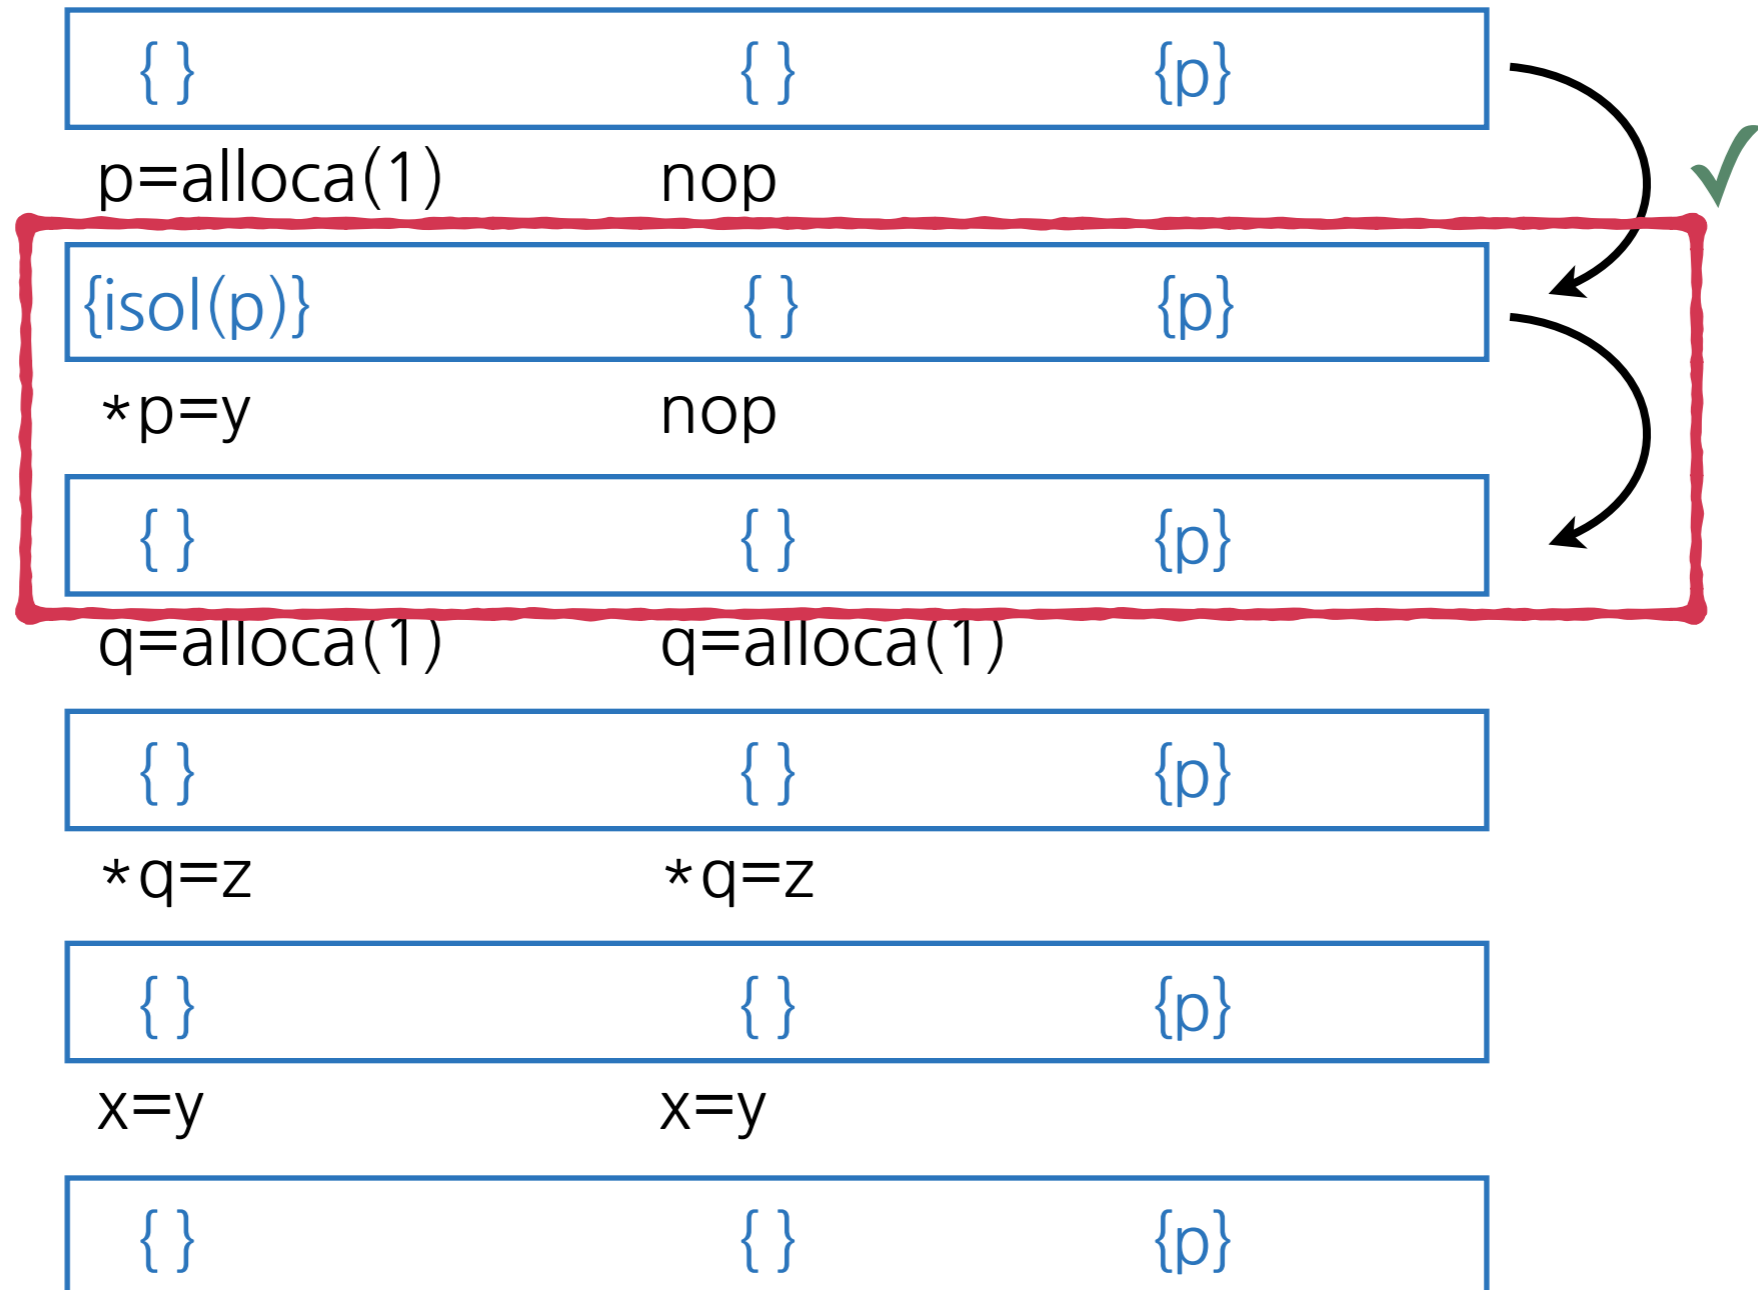 { } { } {p}
p=alloca(1) nop
{isol(p)} { } {p}
*p=y nop
{ } { } {p}
q=alloca(1) q=alloca(1)
{ } { } {p}
*q=z *q=z
{ } { } {p}
x=y x=y
{ } { } {p}